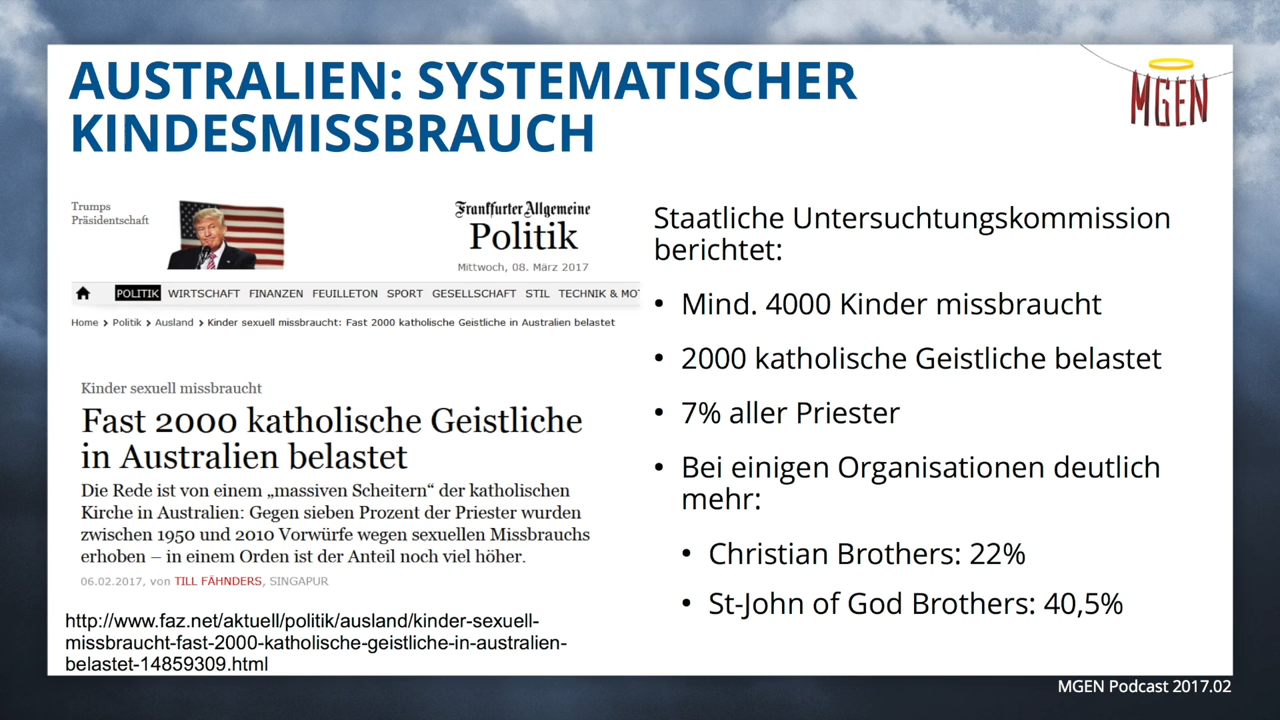 AUSTRALIEN: SYSTEMATISCHER
KINDESMISSBRAUCH
MGEN
Trumps
Präsidentschaft
Frankfurter Allgemeine
Politik
Mittwoch, 08. März 2017
POLITIK WIRTSCHAFT FINANZEN FEUILLETON SPORT GESELLSCHAFT STIL TECHNIK & MO
Home > Politik > Ausland > Kinder sexuell missbraucht: Fast 2000 katholische Geistliche in Australien belastet
Kinder sexuell missbraucht
Fast 2000 katholische Geistliche
in Australien belastet
Die Rede ist von einem „massiven Scheitern“ der katholischen
Kirche in Australien: Gegen sieben Prozent der Priester wurden
zwischen 1950 und 2010 Vorwürfe wegen sexuellen Missbrauchs
erhoben – in einem Orden ist der Anteil noch viel höher.
06.02.2017, von TILL FÄHNDERS, SINGAPUR
http://www.faz.net/aktuell/politik/ausland/kinder-sexuell-
missbraucht-fast-2000-katholische-geistliche-in-australien-
belastet-14859309.html
Staatliche Untersuchtungskommission
berichtet:
• Mind. 4000 Kinder missbraucht
• 2000 katholische Geistliche belastet
• 7% aller Priester
• Bei einigen Organisationen deutlich
mehr:
• Christian Brothers: 22%
• St-John of God Brothers: 40,5%
MGEN Podcast 2017.02